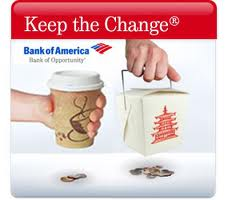 Keep the Change®
Bank of America
Bank of Opportunity™